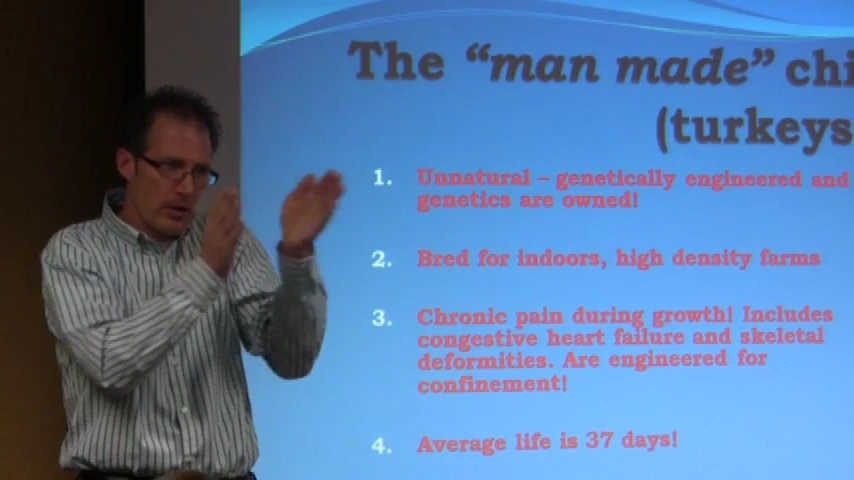 The “man made” chi
(turkeys
1. Unnatural – genetically engineered and
genetics are owned!
2. Bred for indoors, high density farms
3. Chronic pain during growth! Includes
congestive heart failure and skeletal
deformities. Are engineered for
confinement!
4. Average life is 37 days!